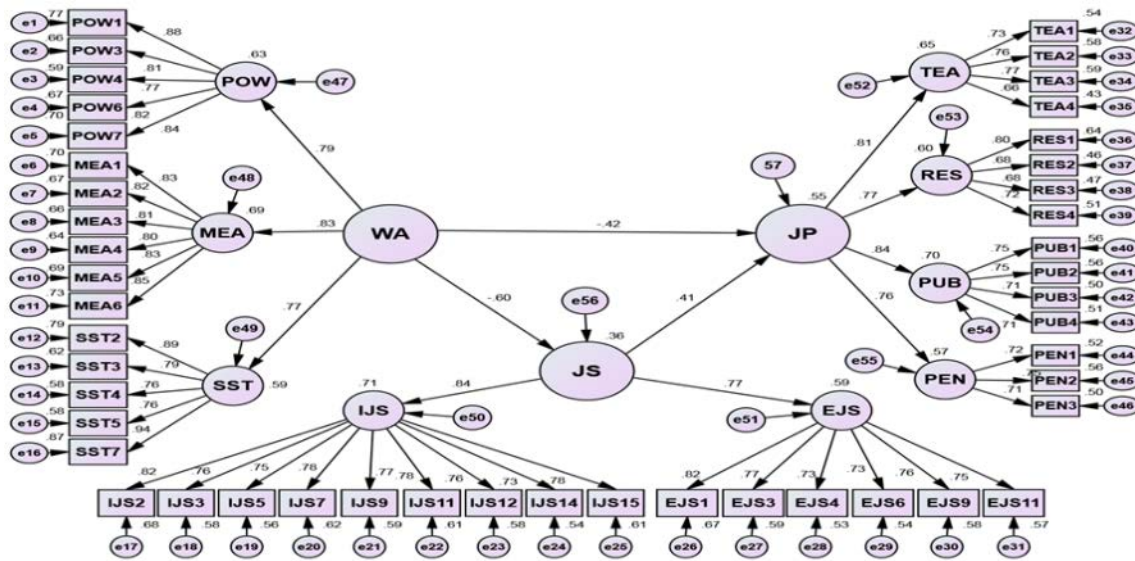 e1 .77 POW1
e2 .66 POW3
e3 .59 POW4
e4 .67 POW6
e5 .70 POW7
.88
.81
.77
.82
.84
.63
POW
e47
e6 .70 MEA1
e7 .67 MEA2
e8 .66 MEA3
e9 .64 MEA4
e10 .69 MEA5
e11 .73 MEA6
.83
.82
.81
.80
.83
.85
e48
.69
MEA
e12 .79 SST2
e13 .62 SST3
e14 .58 SST4
e15 .58 SST5
e16 .87 SST7
.89
.79
.76
.76
.94
e49
SST
.59
.79
.83
.77
WA
-.42
-.60
e56
.36
JS
.41
57
.55
JP
.84
.77
.71
IJS
e50
.82 .76 .75 .78 .77 .78 .76 .73 .78
IJS2 IJS3 IJS5 IJS7 IJS9 IJS11 IJS12 IJS14 IJS15
.68 .58 .56 .62 .59 .61 .58 .54 .61
e17 e18 e19 e20 e21 e22 e23 e24 e25
.59
EJS
e51
.82 .77 .73 .73 .76 .75
EJS1 EJS3 EJS4 EJS6 EJS9 EJS11
.67 .59 .53 .54 .58 .57
e26 e27 e28 e29 e30 e31
.81
.77
.84
.76
.65
TEA
e52
.73
.76
.77
.66
TEA1 .54 e32
TEA2 .58 e33
TEA3 .59 e34
TEA4 .43 e35
e53
.60
RES
.80
.68
.68
.72
RES1 .64 e36
RES2 .46 e37
RES3 .47 e38
RES4 .51 e39
.70
PUB
e54
.75
.75
.71
.71
PUB1 .56 e40
PUB2 .56 e41
PUB3 .50 e42
PUB4 .51 e43
e55
.57
PEN
.72
.71
PEN1 .52 e44
PEN2 .56 e45
PEN3 .50 e46